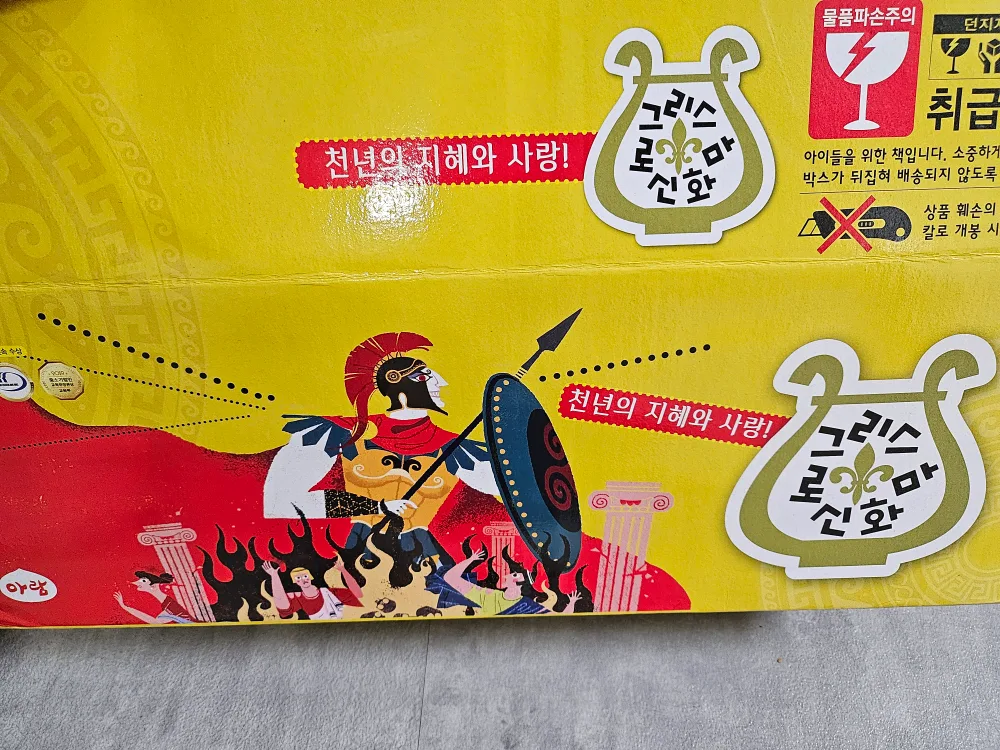 물품파손주의
던지
취급
천년의 지혜와 사랑!
그리스
로마
신화
아이들을 위한 책입니다. 소중하게
박스가 뒤집혀 배송되지 않도록
상품 훼손의
칼로 개봉 시
수상
천년의 지혜와 사랑!
그리스
로마
신화
아람